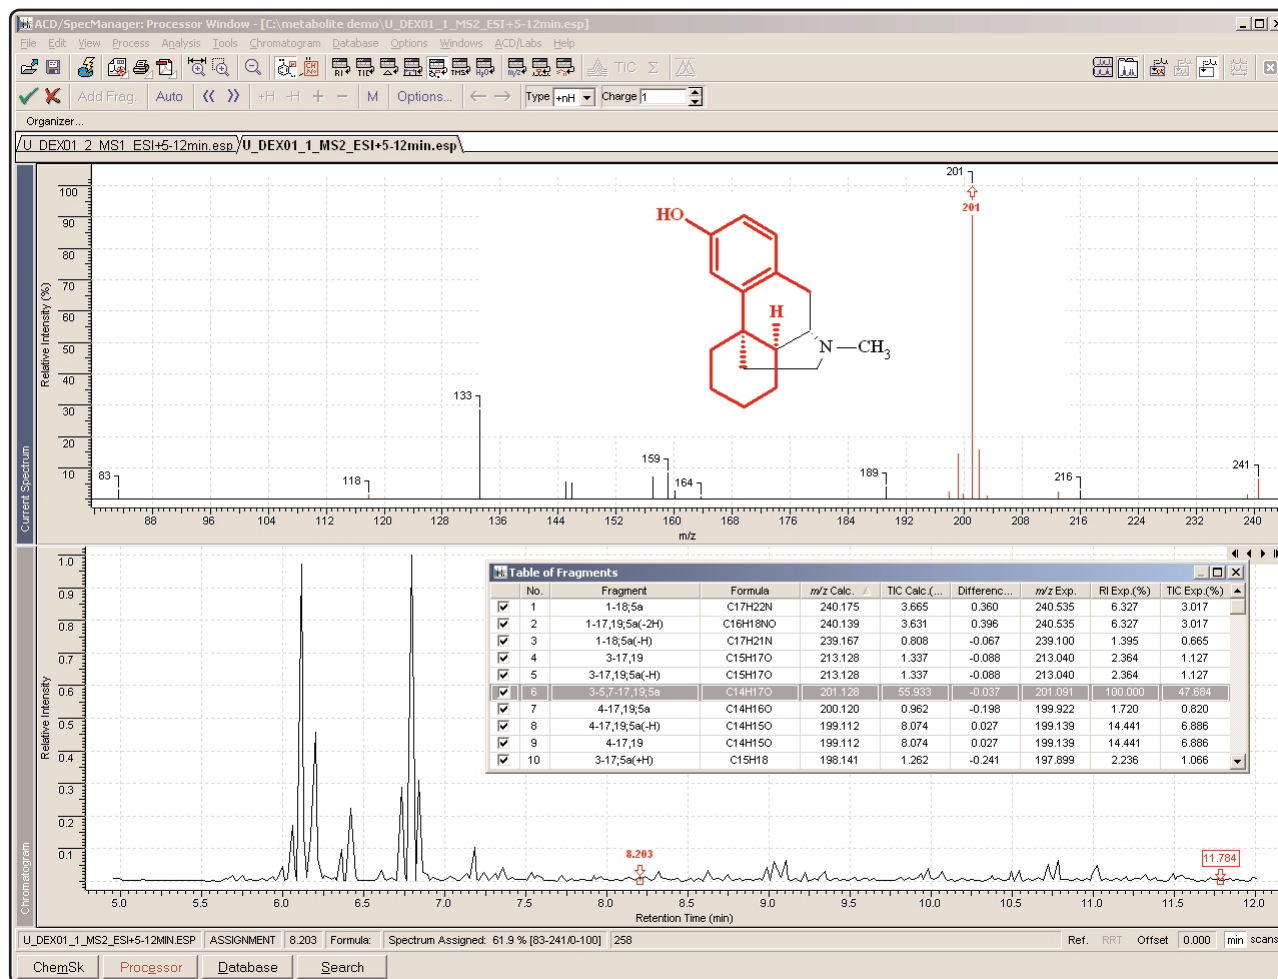 ACD/SpecManager: Processor Window - [C:\metabolite demo\U_DEX01_1_MS2_ESI+5-12min.esp]
File Edit View Process Analysis Tools Chromatogram Database Options Windows ACD/Labs Help
RI TIC TMS H2O m/z TIC Σ
Add Frag. Auto +H -H + − M Options... Type +nH Charge 1
Organizer...
U_DEX01_2_MS1_ESI+5-12min.esp U_DEX01_1_MS2_ESI+5-12min.esp
Current Spectrum
Relative Intensity (%)
100
90
80
70
60
50
40
30
20
10
83
118
133
159
164
189
201
201
216
241
HO
H
N
CH3
88 96 104 112 120 128 136 144 152 160 168 176 184 192 200 208 216 224 232 240
m/z
Chromatogram
Relative Intensity
1.0
0.9
0.8
0.7
0.6
0.5
0.4
0.3
0.2
0.1
Table of Fragments
No. Fragment Formula m/z Calc. TIC Calc.(... Differenc... m/z Exp. RI Exp.(%) TIC Exp.(%)
1 1-18;5a C17H22N 240.175 3.665 0.360 240.535 6.327 3.017
2 1-17,19;5a(-2H) C16H18NO 240.139 3.631 0.396 240.535 6.327 3.017
3 1-18;5a(-H) C17H21N 239.167 0.808 -0.067 239.100 1.395 0.665
4 3-17,19 C15H17O 213.128 1.337 -0.088 213.040 2.364 1.127
5 3-17,19;5a(-H) C15H17O 213.128 1.337 -0.088 213.040 2.364 1.127
6 3-5,7-17,19;5a C14H17O 201.128 55.933 -0.037 201.091 100.000 47.684
7 4-17,19;5a C14H16O 200.120 0.962 -0.198 199.922 1.720 0.820
8 4-17,19;5a(-H) C14H15O 199.112 8.074 0.027 199.139 14.441 6.886
9 4-17,19 C14H15O 199.112 8.074 0.027 199.139 14.441 6.886
10 3-17;5a(+H) C15H18 198.141 1.262 -0.241 197.899 2.236 1.066
8.203
11.784
5.0 5.5 6.0 6.5 7.0 7.5 8.0 8.5 9.0 9.5 10.0 10.5 11.0 11.5 12.0
Retention Time (min)
U_DEX01_1_MS2_ESI+5-12MIN.ESP ASSIGNMENT 8.203 Formula: Spectrum Assigned: 61.9 % [83-241/0-100] 258 Ref. RRT Offset 0.000 min scans
ChemSk Processor Database Search